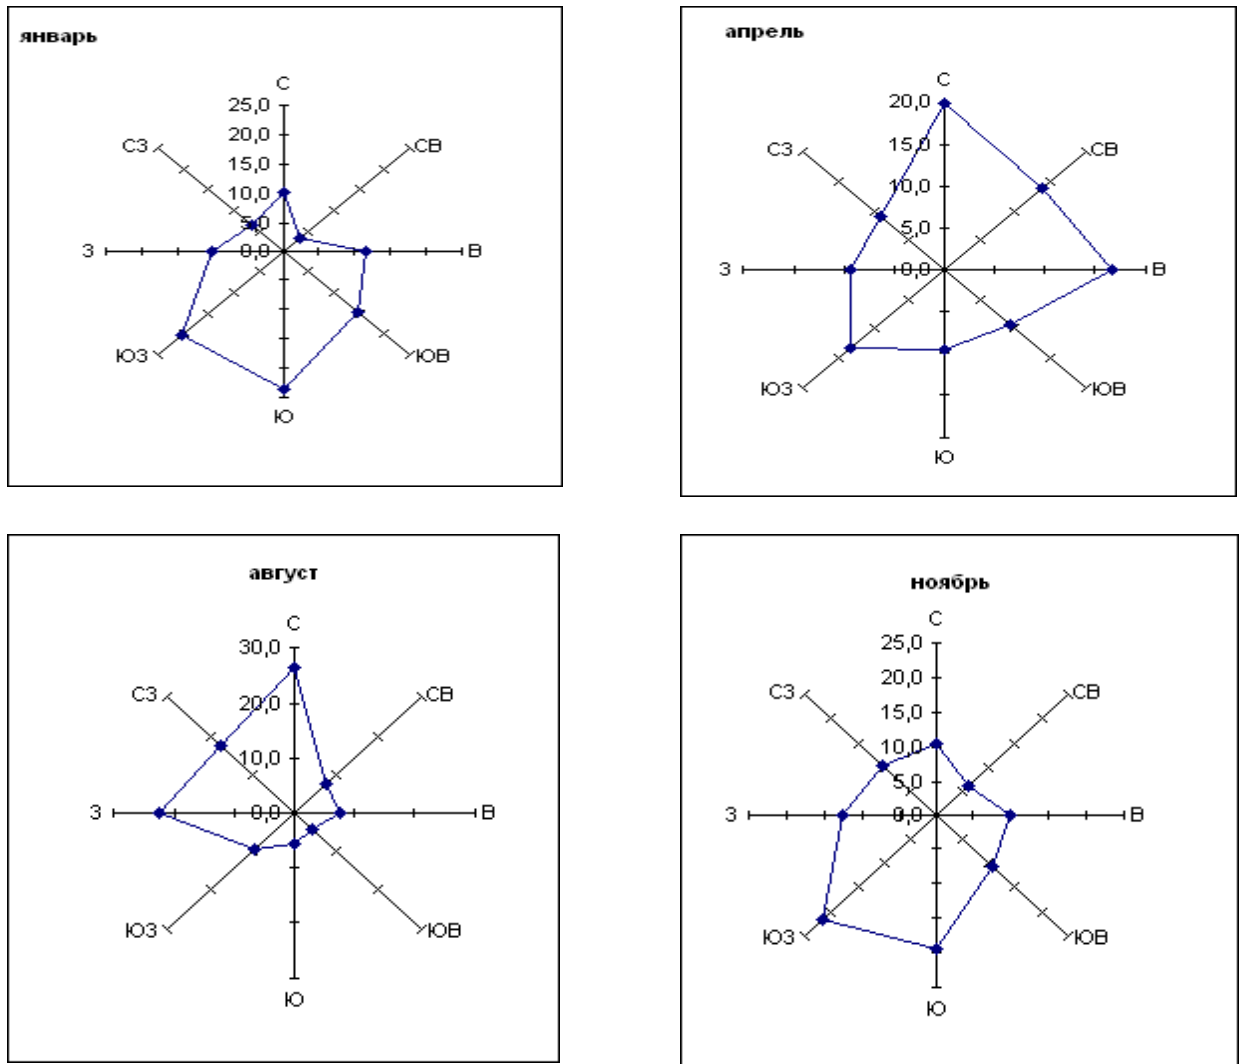 январь
С
25,0
20,0
15,0
10,0
5,0
0,0
СЗ
СВ
З
В
ЮЗ
ЮВ
Ю
апрель
С
20,0
15,0
10,0
5,0
0,0
СЗ
СВ
З
В
ЮЗ
ЮВ
Ю
август
С
30,0
20,0
10,0
0,0
СЗ
СВ
З
В
ЮЗ
ЮВ
Ю
ноябрь
С
25,0
20,0
15,0
10,0
5,0
0,0
СЗ
СВ
З
В
ЮЗ
ЮВ
Ю